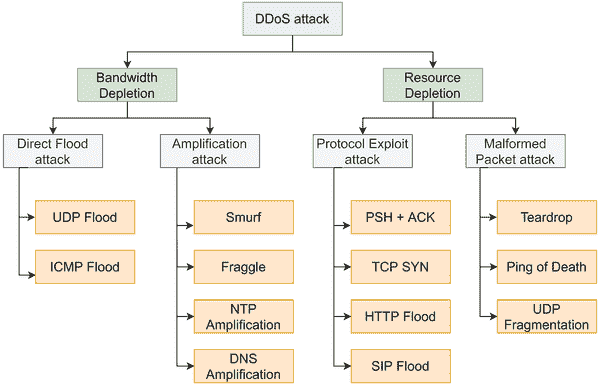 DDoS attack
Bandwidth
Depletion
Resource
Depletion
Direct Flood
attack
Amplification
attack
Protocol Exploit
attack
Malformed
Packet attack
UDP Flood
ICMP Flood
Smurf
Fraggle
NTP
Amplification
DNS
Amplification
PSH + ACK
TCP SYN
HTTP Flood
SIP Flood
Teardrop
Ping of Death
UDP
Fragmentation